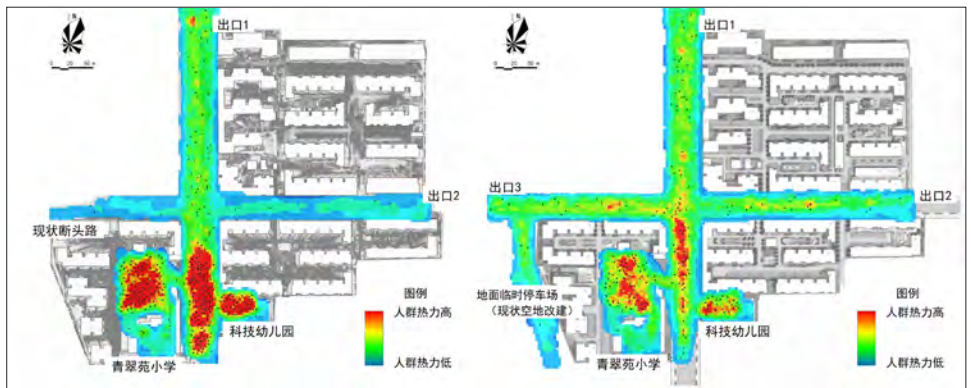 出口1
出口2
现状断头路
图例
人群热力高
人群热力低
科技幼儿园
青翠苑小学
出口1
出口3
出口2
地面临时停车场
（现状空地改建）
图例
人群热力高
人群热力低
科技幼儿园
青翠苑小学